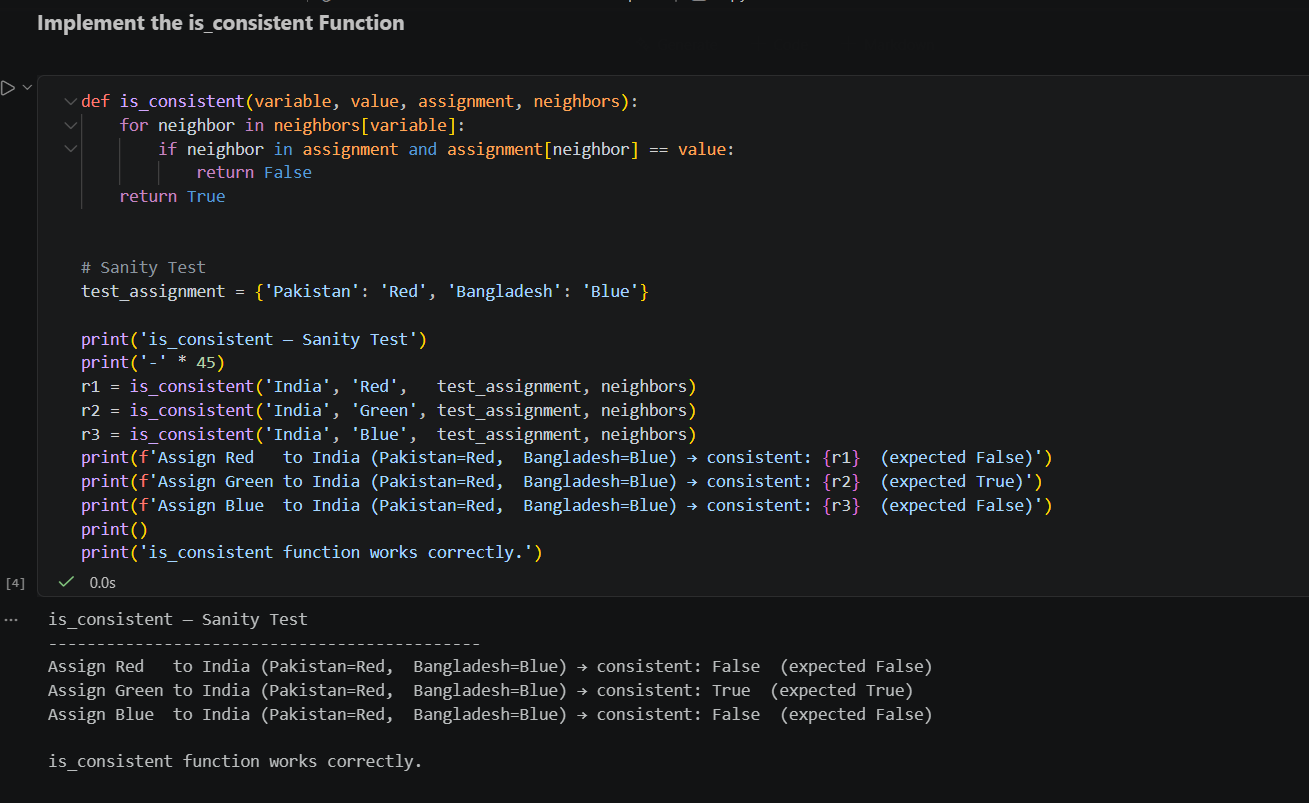 Implement the is_consistent Function
def is_consistent(variable, value, assignment, neighbors):
    for neighbor in neighbors[variable]:
        if neighbor in assignment and assignment[neighbor] == value:
            return False
    return True
# Sanity Test
test_assignment = {'Pakistan': 'Red', 'Bangladesh': 'Blue'}
print('is_consistent — Sanity Test')
print('-' * 45)
r1 = is_consistent('India', 'Red',   test_assignment, neighbors)
r2 = is_consistent('India', 'Green', test_assignment, neighbors)
r3 = is_consistent('India', 'Blue',  test_assignment, neighbors)
print(f'Assign Red   to India (Pakistan=Red,  Bangladesh=Blue) → consistent: {r1}  (expected False)')
print(f'Assign Green to India (Pakistan=Red,  Bangladesh=Blue) → consistent: {r2}  (expected True)')
print(f'Assign Blue  to India (Pakistan=Red,  Bangladesh=Blue) → consistent: {r3}  (expected False)')
print()
print('is_consistent function works correctly.')
[4] 0.0s
is_consistent — Sanity Test
---------------------------------------------
Assign Red   to India (Pakistan=Red,  Bangladesh=Blue) → consistent: False  (expected False)
Assign Green to India (Pakistan=Red,  Bangladesh=Blue) → consistent: True  (expected True)
Assign Blue  to India (Pakistan=Red,  Bangladesh=Blue) → consistent: False  (expected False)
is_consistent function works correctly.